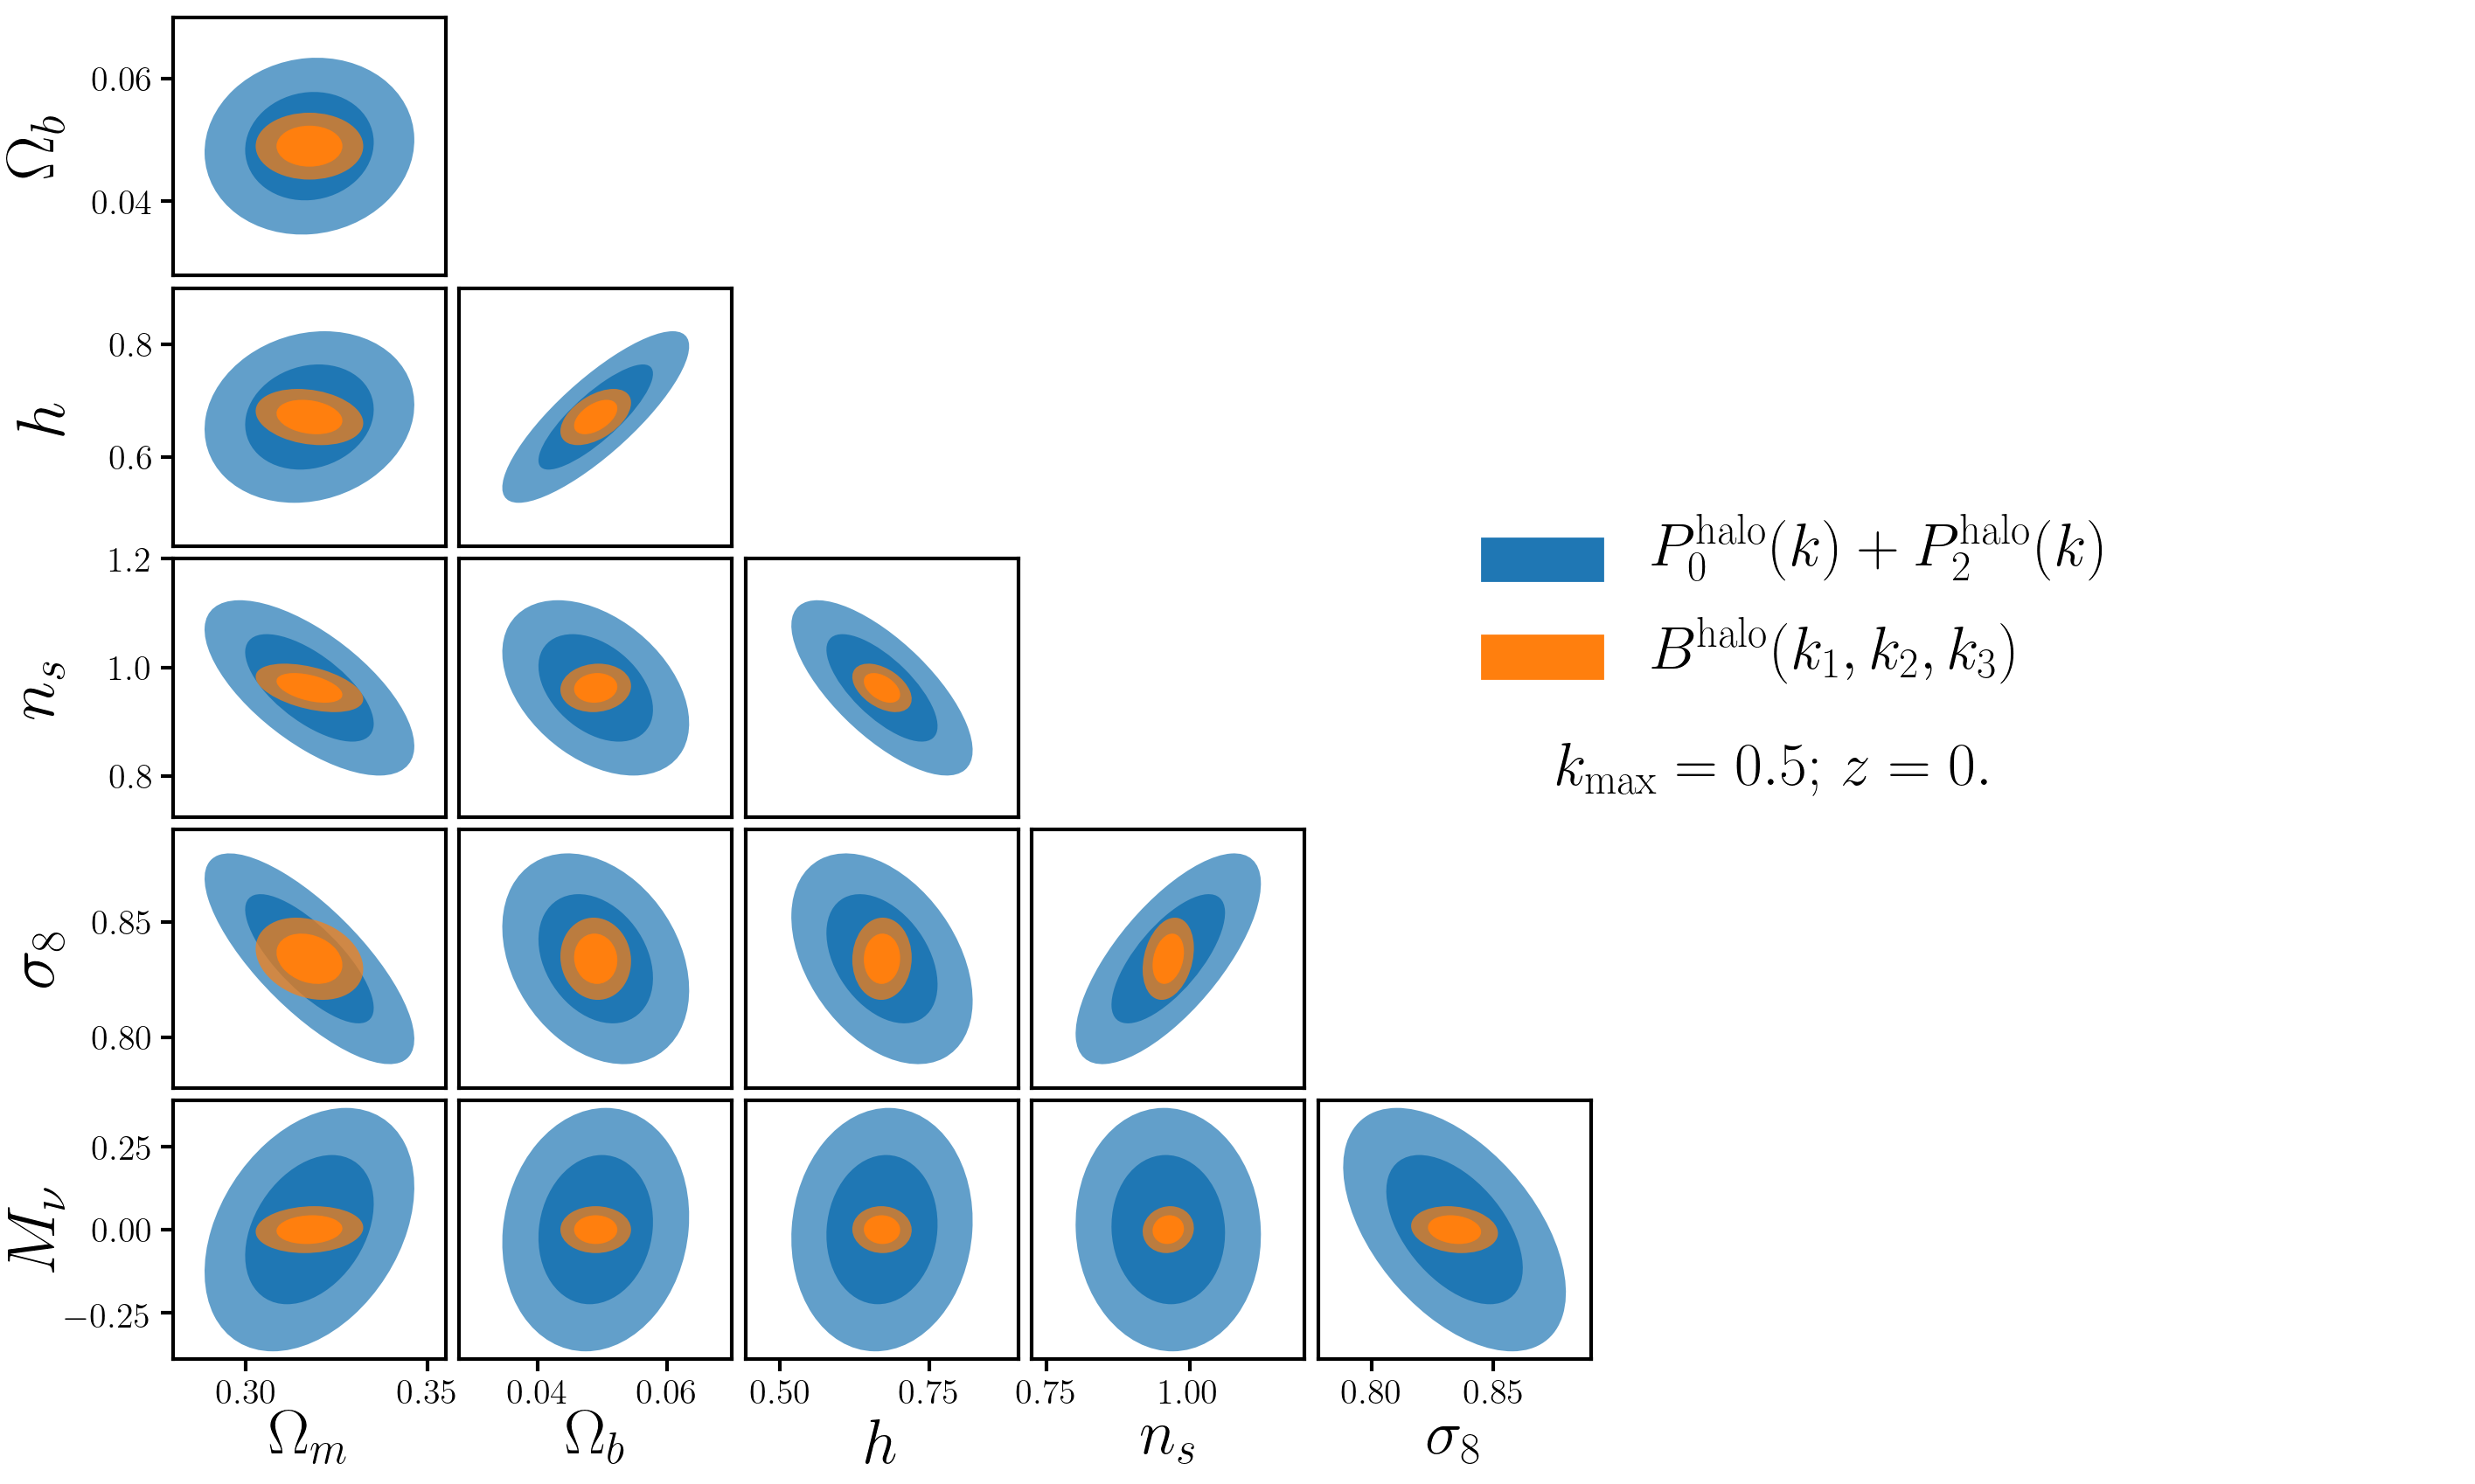 Ω_b
0.06
0.04
h
0.8
0.6
P_0^halo(k) + P_2^halo(k)
B^halo(k_1, k_2, k_3)
k_max = 0.5; z = 0.
n_s
1.2
1.0
0.8
σ_8
0.85
0.80
M_ν
0.25
0.00
−0.25
0.30 0.35 0.04 0.06 0.50 0.75 0.75 1.00 0.80 0.85
Ω_m Ω_b h n_s σ_8